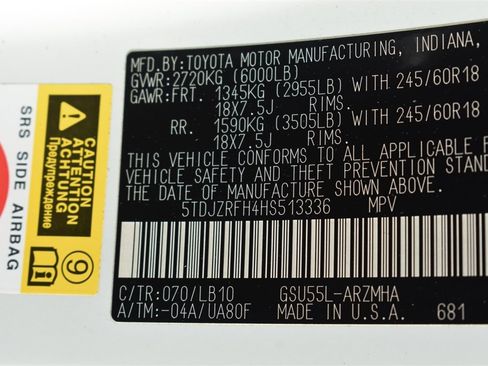 MFD.BY:TOYOTA MOTOR MANUFACTURING, INDIANA,
GVWR:2720KG (6000LB)
GAWR:FRT. 1345KG (2955LB) WITH 245/60R18
18X7.5J RIMS.
RR. 1590KG (3505LB) WITH 245/60R18
18X7.5J RIMS.
THIS VEHICLE CONFORMS TO ALL APPLICABLE F
VEHICLE SAFETY AND THEFT PREVENTION STAND
THE DATE OF MANUFACTURE SHOWN ABOVE.
5TDJZRFH4HS513336 MPV
C/TR:070/LB10 GSU55L-ARZMHA
A/TM:-04A/UA80F MADE IN U.S.A. 681
SRS SIDE AIRBAG
CAUTION
ATTENTION
ACHTUNG
Предупреждение
9